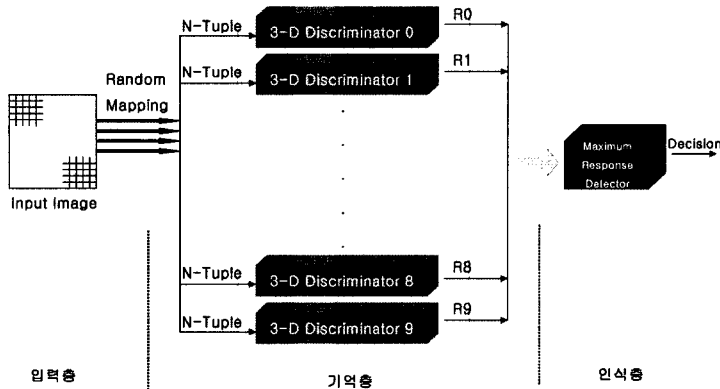 N-Tuple
3-D Discriminator 0
R0
N-Tuple
3-D Discriminator 1
R1
Random
Mapping
Input Image
Maximum
Response
Detector
Decision
N-Tuple
3-D Discriminator 8
R8
N-Tuple
3-D Discriminator 9
R9
입력층
기억층
인식층